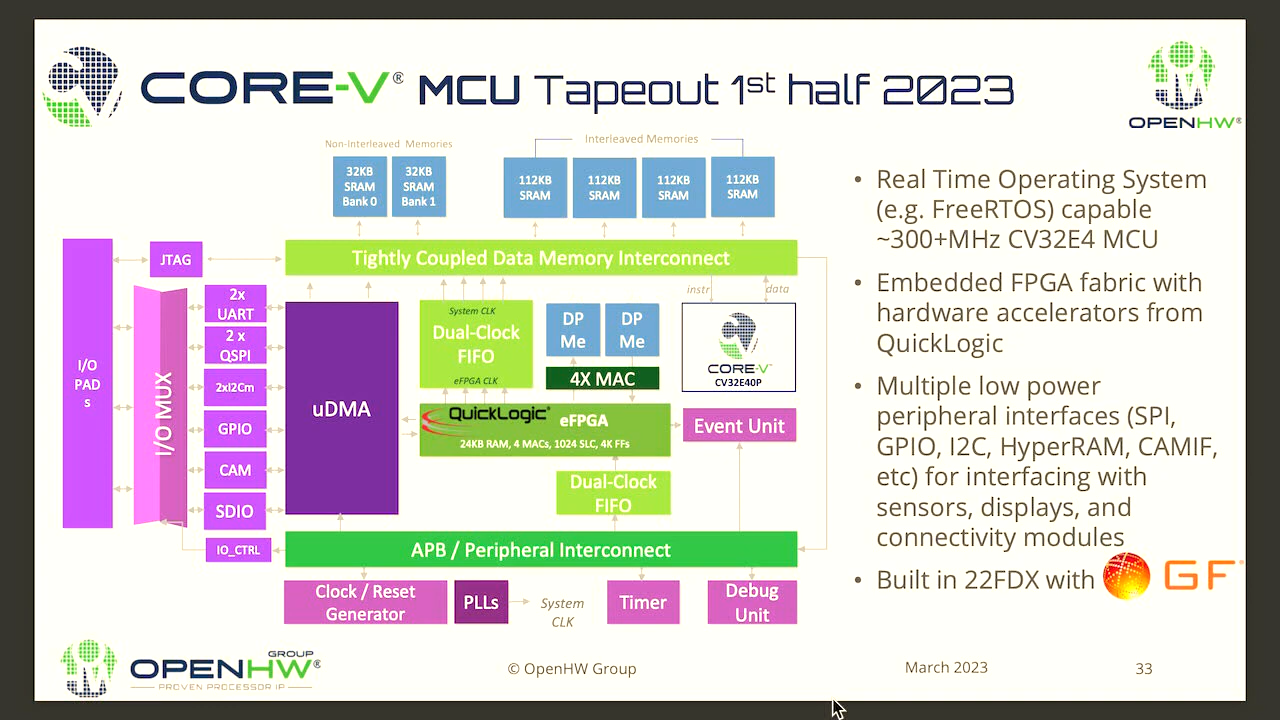 CORE-V® MCU Tapeout 1st half 2023
OPENHW®
Non-Interleaved Memories
Interleaved Memories
32KB
SRAM
Bank 0
32KB
SRAM
Bank 1
112KB
SRAM
112KB
SRAM
112KB
SRAM
112KB
SRAM
Tightly Coupled Data Memory Interconnect
I/O
PAD
s
JTAG
I/O MUX
2x
UART
2 x
QSPI
2xI2Cm
GPIO
CAM
SDIO
IO_CTRL
uDMA
System CLK
Dual-Clock
FIFO
eFPGA CLK
DP
Me
DP
Me
4X MAC
instr
data
CORE-V
CV32E40P
QuickLogic®
eFPGA
24KB RAM, 4 MACs, 1024 SLC, 4K FFs
Event Unit
Dual-Clock
FIFO
APB / Peripheral Interconnect
Clock / Reset
Generator
PLLs
System
CLK
Timer
Debug
Unit
• Real Time Operating System
(e.g. FreeRTOS) capable
~300+MHz CV32E4 MCU
• Embedded FPGA fabric with
hardware accelerators from
QuickLogic
• Multiple low power
peripheral interfaces (SPI,
GPIO, I2C, HyperRAM, CAMIF,
etc) for interfacing with
sensors, displays, and
connectivity modules
• Built in 22FDX with GF
GROUP
OPENHW®
PROVEN PROCESSOR IP
© OpenHW Group
March 2023
33